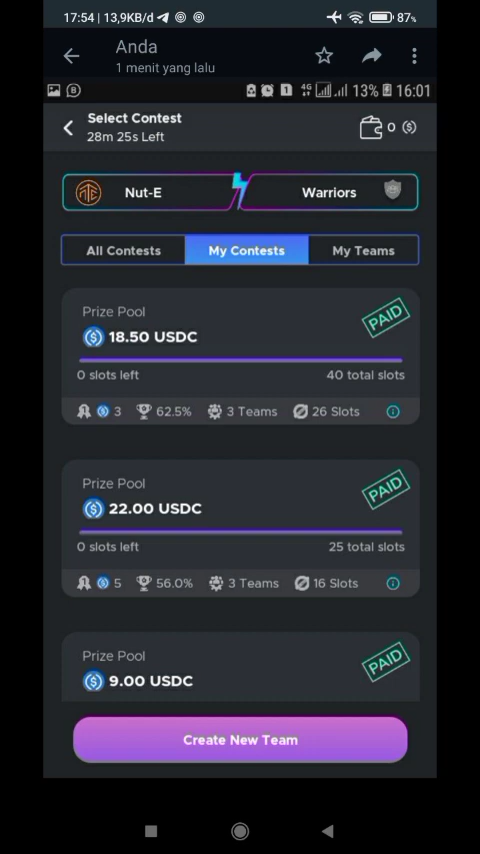 17:54 | 13,9KB/d
87%
Anda
1 menit yang lalu
4G 13% 16:01
Select Contest
28m 25s Left
0
Nut-E
Warriors
All Contests
My Contests
My Teams
Prize Pool
PAID
18.50 USDC
0 slots left
40 total slots
3
62.5%
3 Teams
26 Slots
Prize Pool
PAID
22.00 USDC
0 slots left
25 total slots
5
56.0%
3 Teams
16 Slots
Prize Pool
PAID
9.00 USDC
Create New Team